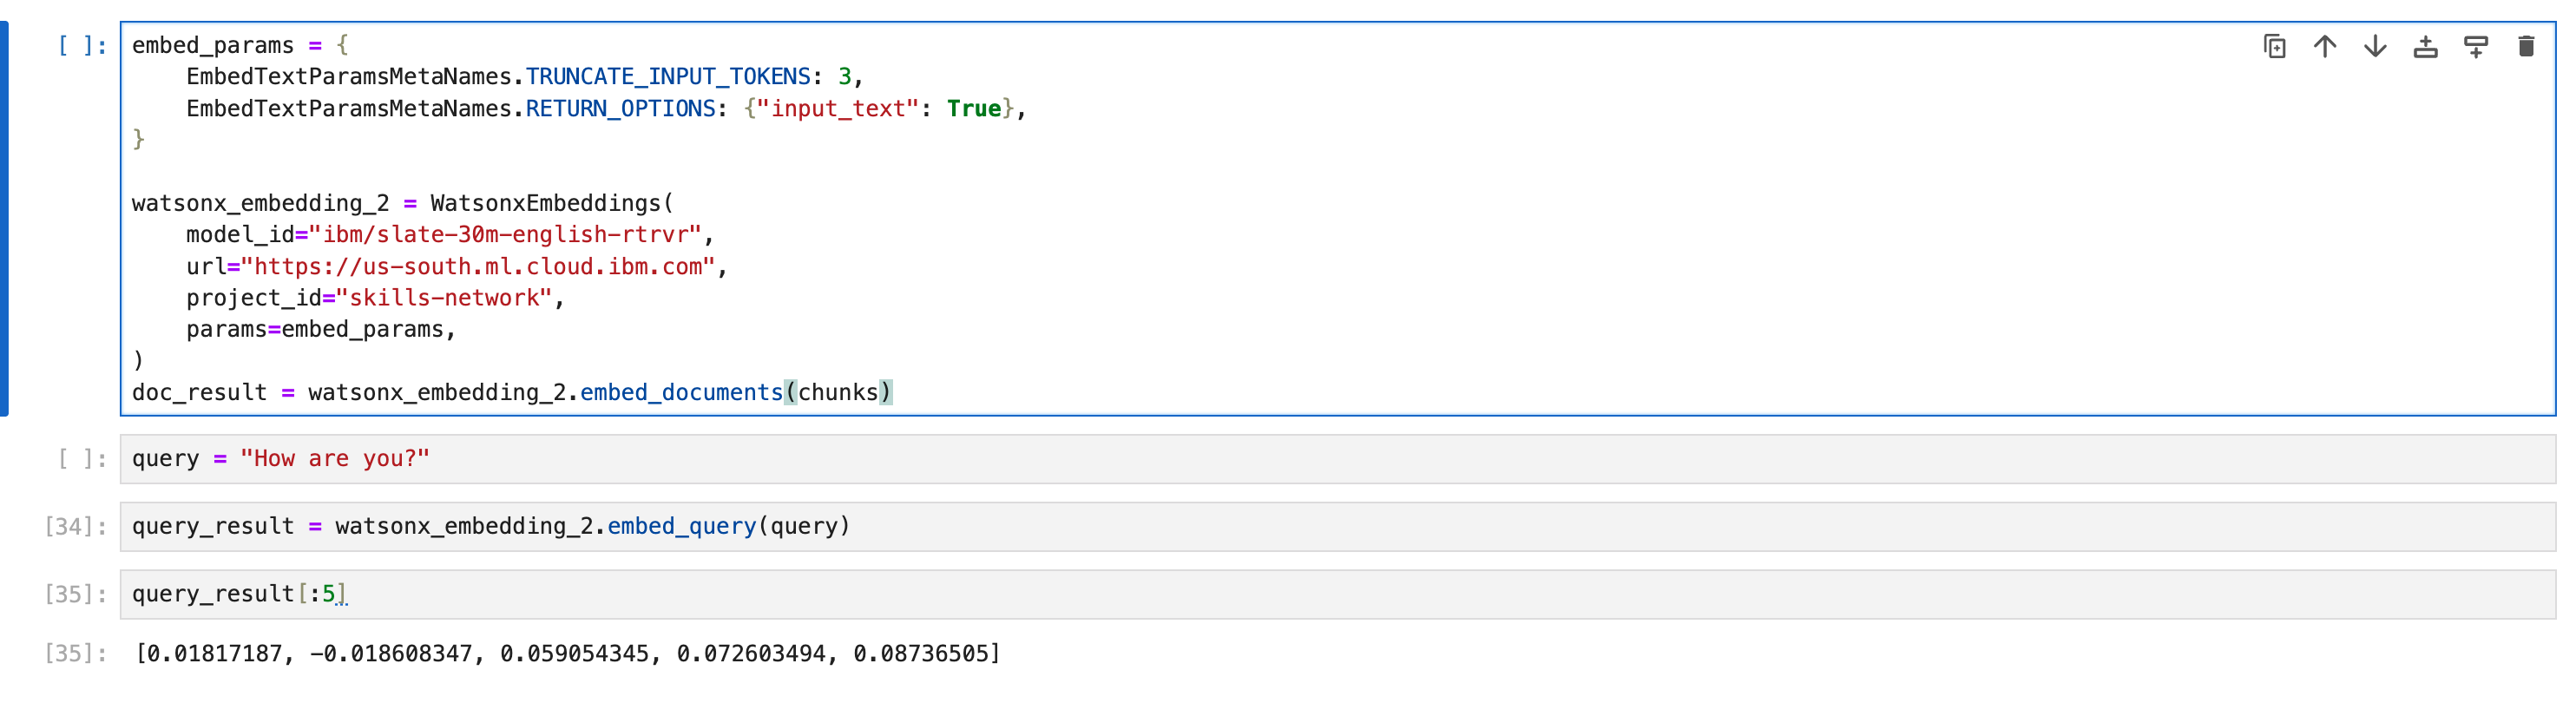 [ ]: embed_params = {
    EmbedTextParamsMetaNames.TRUNCATE_INPUT_TOKENS: 3,
    EmbedTextParamsMetaNames.RETURN_OPTIONS: {"input_text": True},
}
watsonx_embedding_2 = WatsonxEmbeddings(
    model_id="ibm/slate-30m-english-rtrvr",
    url="https://us-south.ml.cloud.ibm.com",
    project_id="skills-network",
    params=embed_params,
)
doc_result = watsonx_embedding_2.embed_documents(chunks)
[ ]: query = "How are you?"
[34]: query_result = watsonx_embedding_2.embed_query(query)
[35]: query_result[:5]
[35]: [0.01817187, -0.018608347, 0.059054345, 0.072603494, 0.08736505]